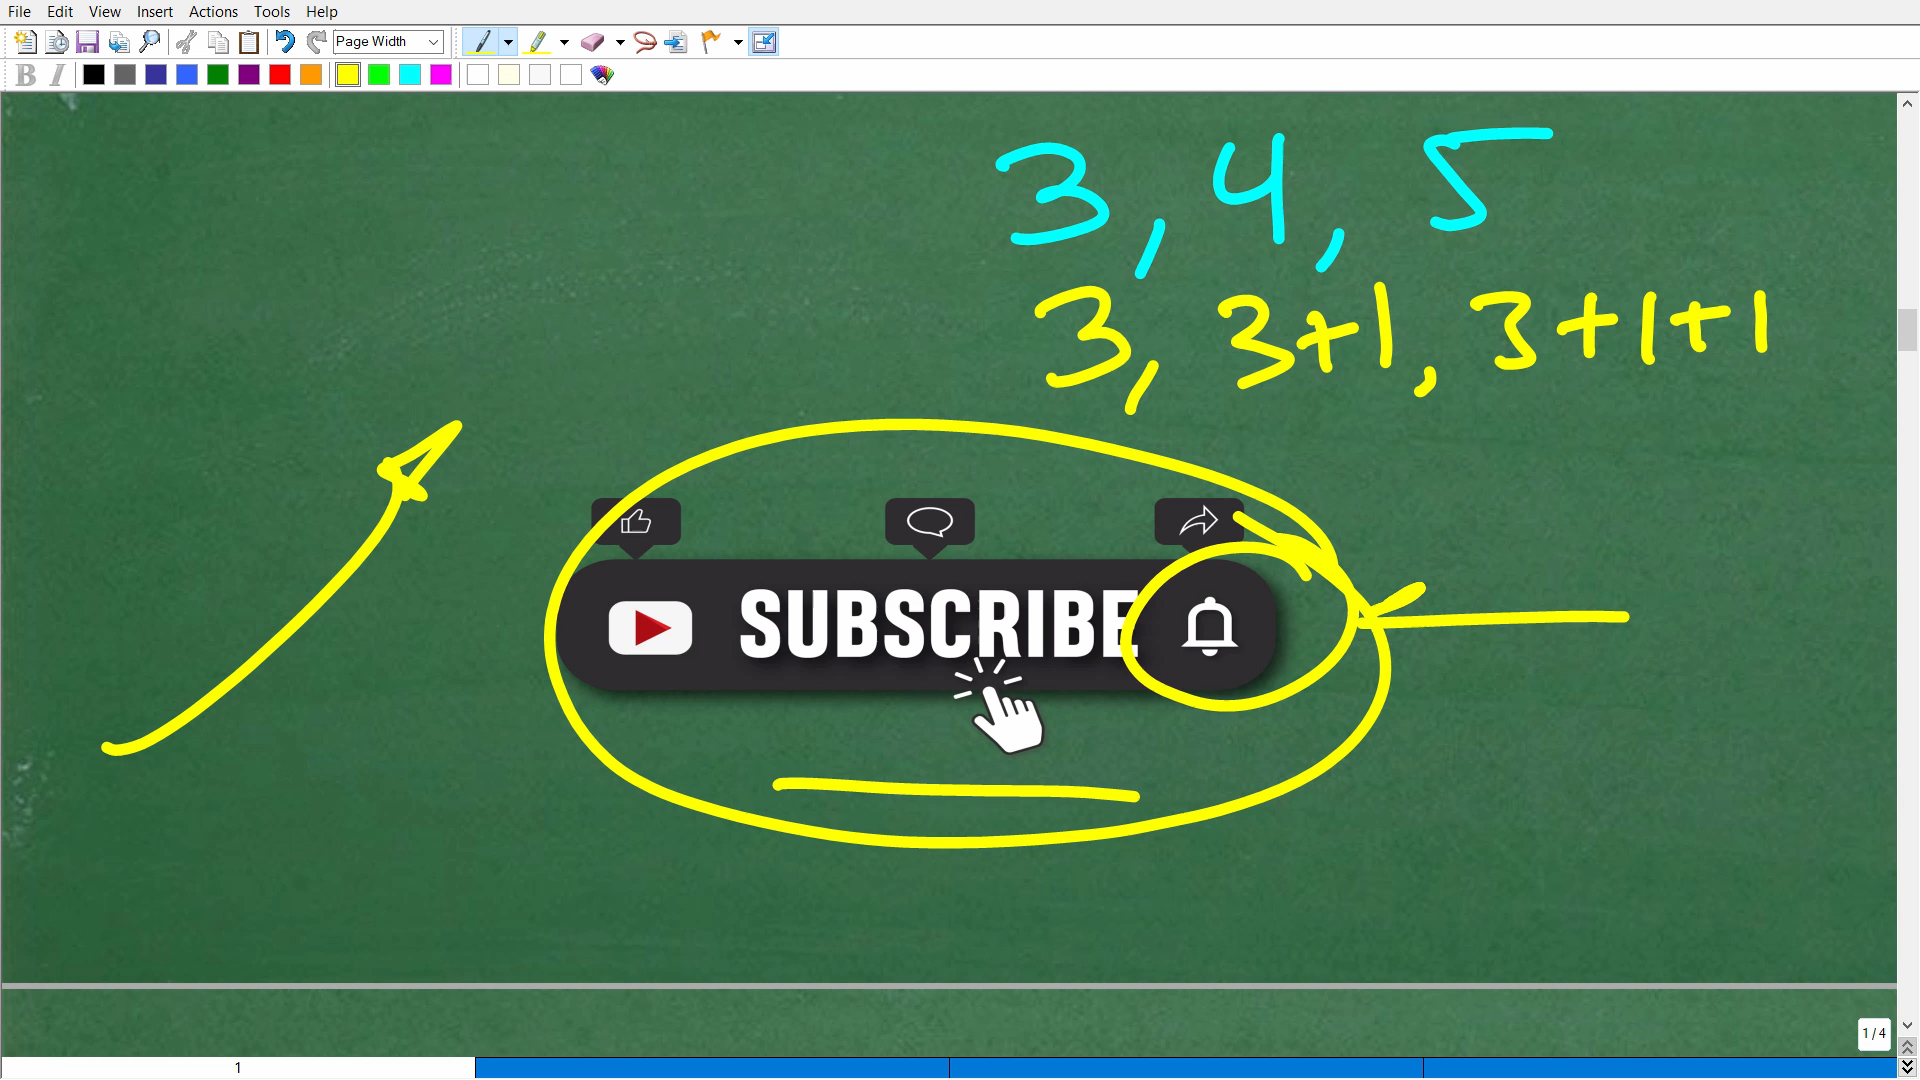 File Edit View Insert Actions Tools Help
Page Width
B I
3, 4, 5
3, 3+1, 3+1+1
SUBSCRIBE
1 / 4
1